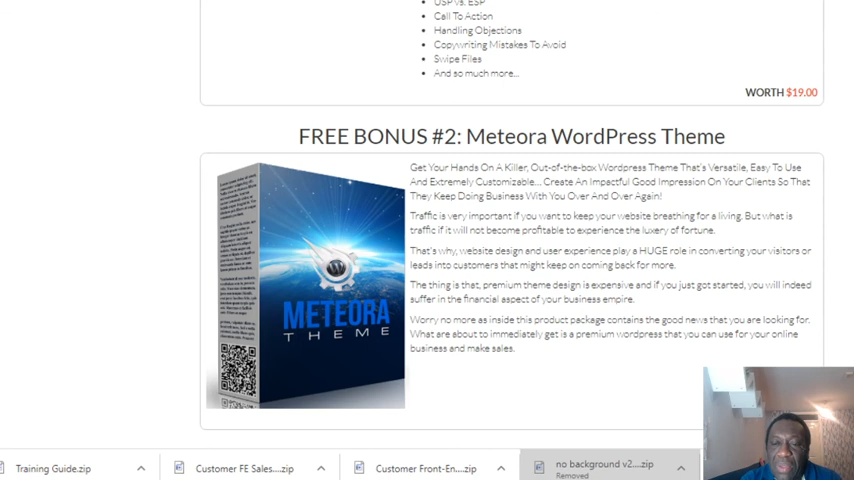 USP vs. ESP
Call To Action
Handling Objections
Copywriting Mistakes To Avoid
Swipe Files
And so much more...
WORTH $19.00
FREE BONUS #2: Meteora WordPress Theme
Get Your Hands On A Killer, Out-of-the-box Wordpress Theme That's Versatile, Easy To Use
And Extremely Customizable... Create An Impactful Good Impression On Your Clients So That
They Keep Doing Business With You Over And Over Again!
Traffic is very important if you want to keep your website breathing for a living. But what is
traffic if it will not become profitable to experience the luxery of fortune.
That's why, website design and user experience play a HUGE role in converting your visitors or
leads into customers that might keep on coming back for more.
The thing is that, premium theme design is expensive and if you just got started, you will indeed
suffer in the financial aspect of your business empire.
Worry no more as inside this product package contains the good news that you are looking for.
What are about to immediately get is a premium wordpress that you can use for your online
business and make sales.
METEORA
THEME
Training Guide.zip
Customer FE Sales....zip
Customer Front-En....zip
no background v2....zip
Removed